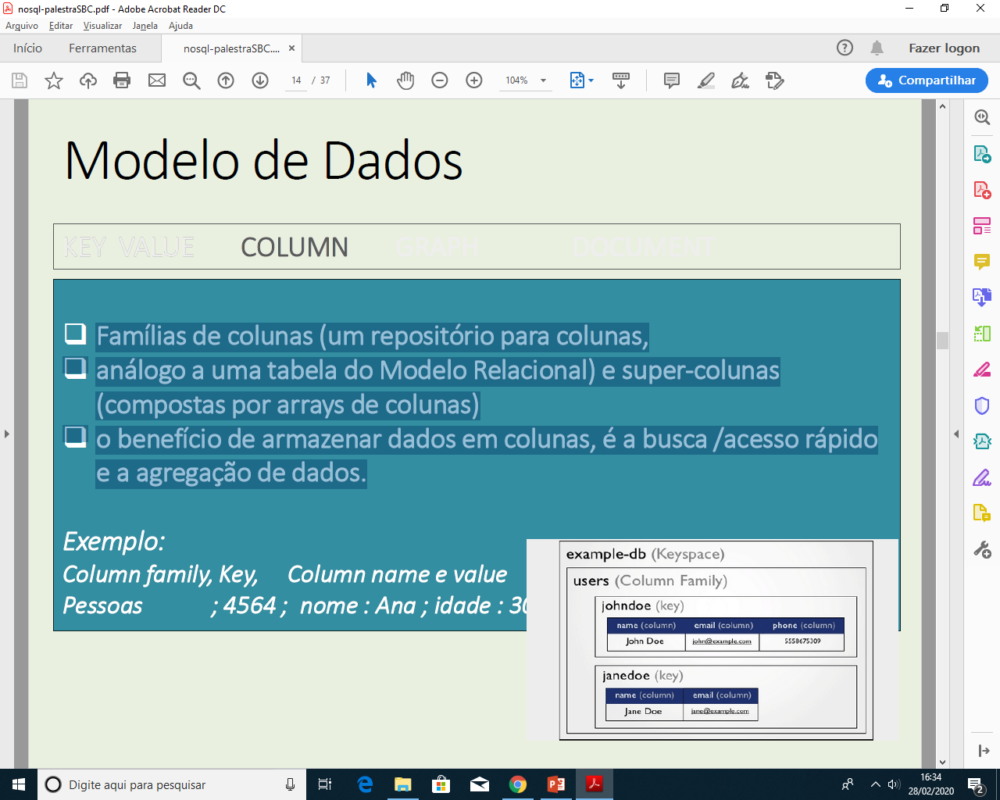 nosql-palestraSBC.pdf - Adobe Acrobat Reader DC
Arquivo Editar Visualizar Janela Ajuda
Início Ferramentas nosql-palestraSBC.... × Fazer logon
14 / 37 104% Compartilhar
Modelo de Dados
KEY VALUE COLUMN GRAPH DOCUMENT
Famílias de colunas (um repositório para colunas,
análogo a uma tabela do Modelo Relacional) e super-colunas
(compostas por arrays de colunas)
o benefício de armazenar dados em colunas, é a busca /acesso rápido
e a agregação de dados.
Exemplo:
Column family, Key, Column name e value
Pessoas ; 4564 ; nome : Ana ; idade : 30
example-db (Keyspace)
users (Column Family)
johndoe (key)
name (column) email (column) phone (column)
John Doe john@example.com 5558675309
janedoe (key)
name (column) email (column)
Jane Doe jane@example.com
Digite aqui para pesquisar
16:34
28/02/2020
2